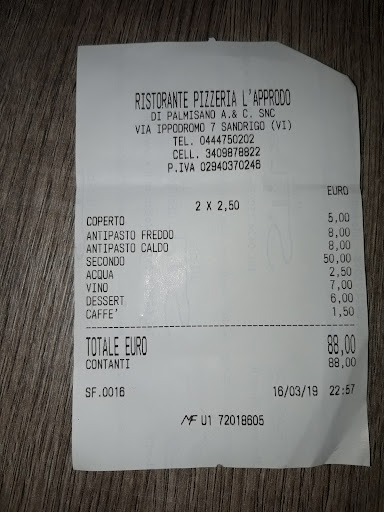 RISTORANTE PIZZERIA L'APPRODO
DI PALMISANO A.& C. SNC
VIA IPPODROMO 7 SANDRIGO (VI)
TEL. 0444750202
CELL. 3409878822
P.IVA 02940370246
EURO
2 X 2,50
COPERTO 5,00
ANTIPASTO FREDDO 8,00
ANTIPASTO CALDO 8,00
SECONDO 50,00
ACQUA 2,50
VINO 7,00
DESSERT 6,00
CAFFE' 1,50
TOTALE EURO 88,00
CONTANTI 88,00
SF.0016 16/03/19 22:57
MF U1 72018605